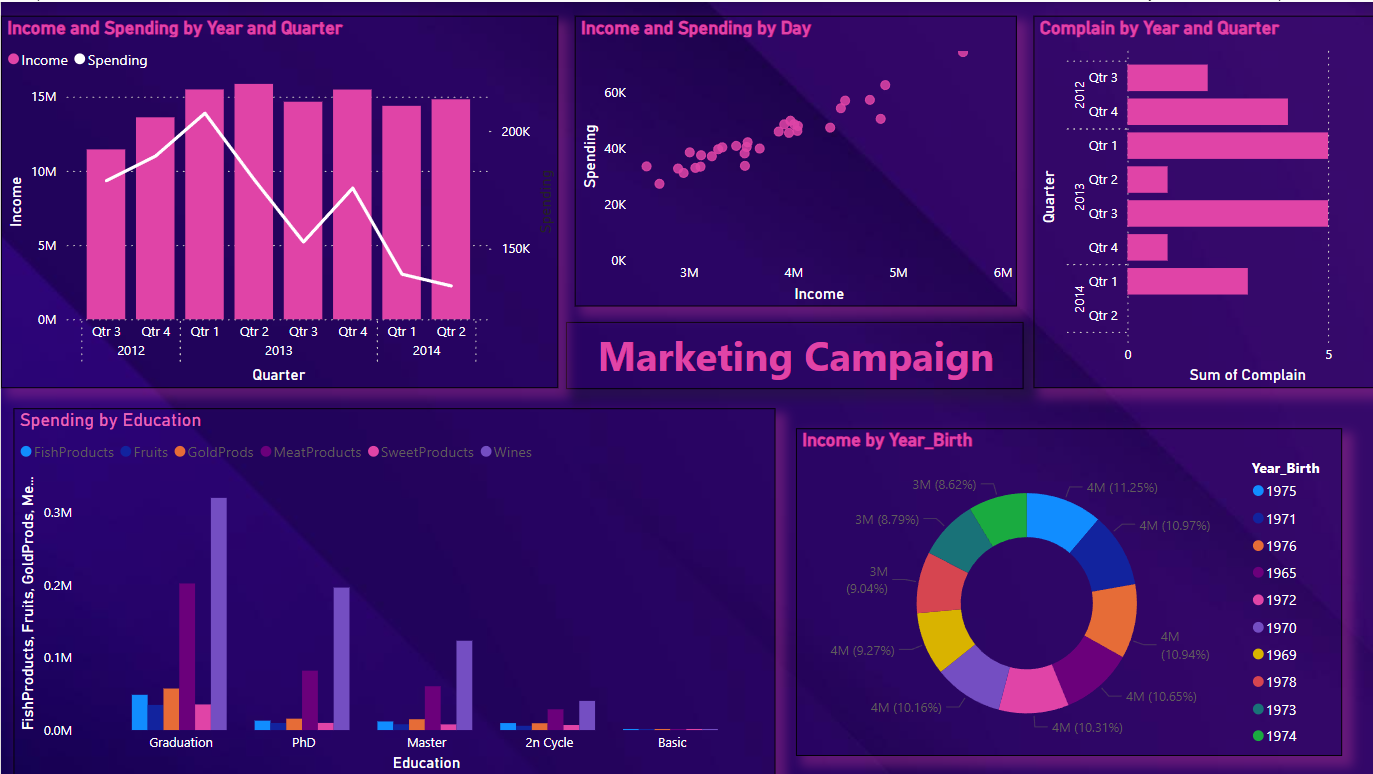 Income and Spending by Year and Quarter
Income Spending
15M
10M
5M
0M
Income
200K
150K
Spending
Qtr 3 Qtr 4 Qtr 1 Qtr 2 Qtr 3 Qtr 4 Qtr 1 Qtr 2
2012 2013 2014
Quarter
Income and Spending by Day
60K
40K
20K
0K
Spending
3M 4M 5M 6M
Income
Complain by Year and Quarter
Quarter
2012
Qtr 3
Qtr 4
2013
Qtr 1
Qtr 2
Qtr 3
Qtr 4
2014
Qtr 1
Qtr 2
0 5
Sum of Complain
Marketing Campaign
Spending by Education
FishProducts Fruits GoldProds MeatProducts SweetProducts Wines
FishProducts, Fruits, GoldProds, Me...
0.3M
0.2M
0.1M
0.0M
Graduation PhD Master 2n Cycle Basic
Education
Income by Year_Birth
4M (11.25%)
4M (10.97%)
4M
(10.94%)
4M (10.65%)
4M (10.31%)
4M (10.16%)
4M (9.27%)
3M
(9.04%)
3M (8.79%)
3M (8.62%)
Year_Birth
1975
1971
1976
1965
1972
1970
1969
1978
1973
1974